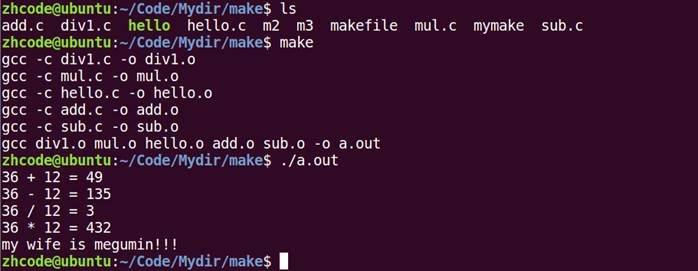 zhcode@ubuntu:~/Code/Mydir/make$ ls
add.c  div1.c  hello  hello.c  m2  m3  makefile  mul.c  mymake  sub.c
zhcode@ubuntu:~/Code/Mydir/make$ make
gcc -c div1.c -o div1.o
gcc -c mul.c -o mul.o
gcc -c hello.c -o hello.o
gcc -c add.c -o add.o
gcc -c sub.c -o sub.o
gcc div1.o mul.o hello.o add.o sub.o -o a.out
zhcode@ubuntu:~/Code/Mydir/make$ ./a.out
36 + 12 = 49
36 - 12 = 135
36 / 12 = 3
36 * 12 = 432
my wife is megumin!!!
zhcode@ubuntu:~/Code/Mydir/make$